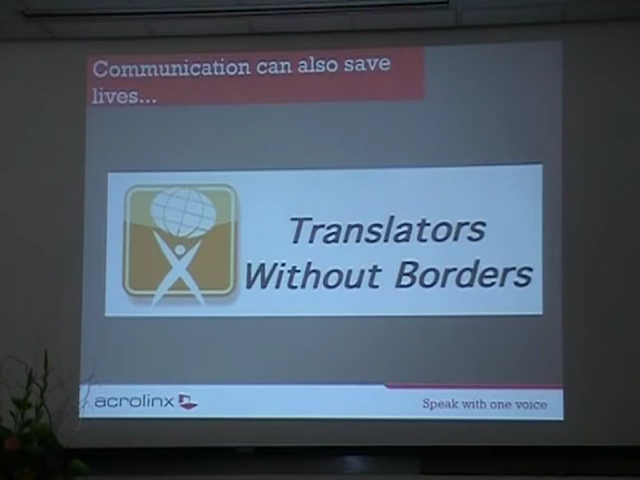 Communication can also save
lives...
Translators
Without Borders
acrolinx
Speak with one voice